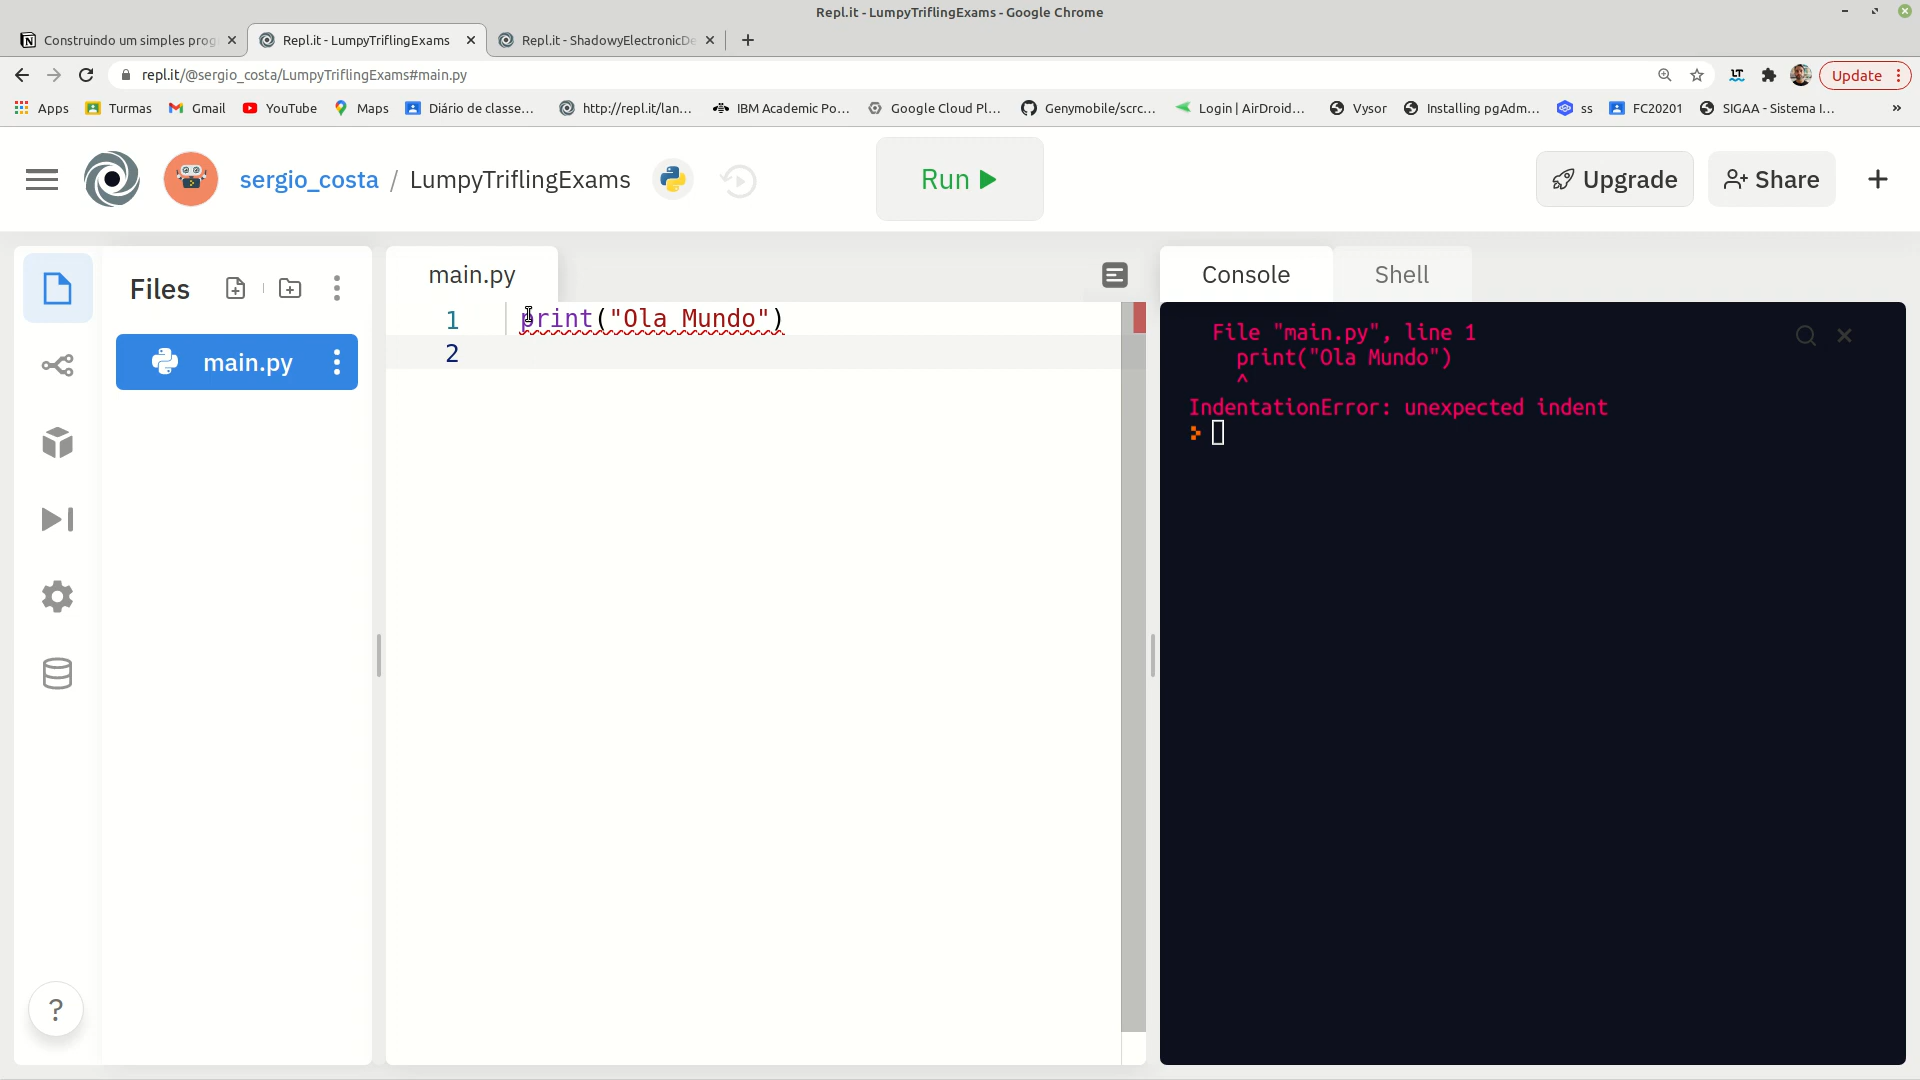 Repl.it - LumpyTriflingExams - Google Chrome
Construindo um simples prog
Repl.it - LumpyTriflingExams
Repl.it - ShadowyElectronicDe
repl.it/@sergio_costa/LumpyTriflingExams#main.py
Update
Apps Turmas Gmail YouTube Maps Diário de classe... http://repl.it/lan... IBM Academic Po... Google Cloud Pl... Genymobile/scrc... Login | AirDroid... Vysor Installing pgAdm... ss FC20201 SIGAA - Sistema I... »
sergio_costa / LumpyTriflingExams
Run
Upgrade
Share
Files
main.py
main.py
1 print("Ola Mundo")
2
Console
Shell
File "main.py", line 1
print("Ola Mundo")
^
IndentationError: unexpected indent
?